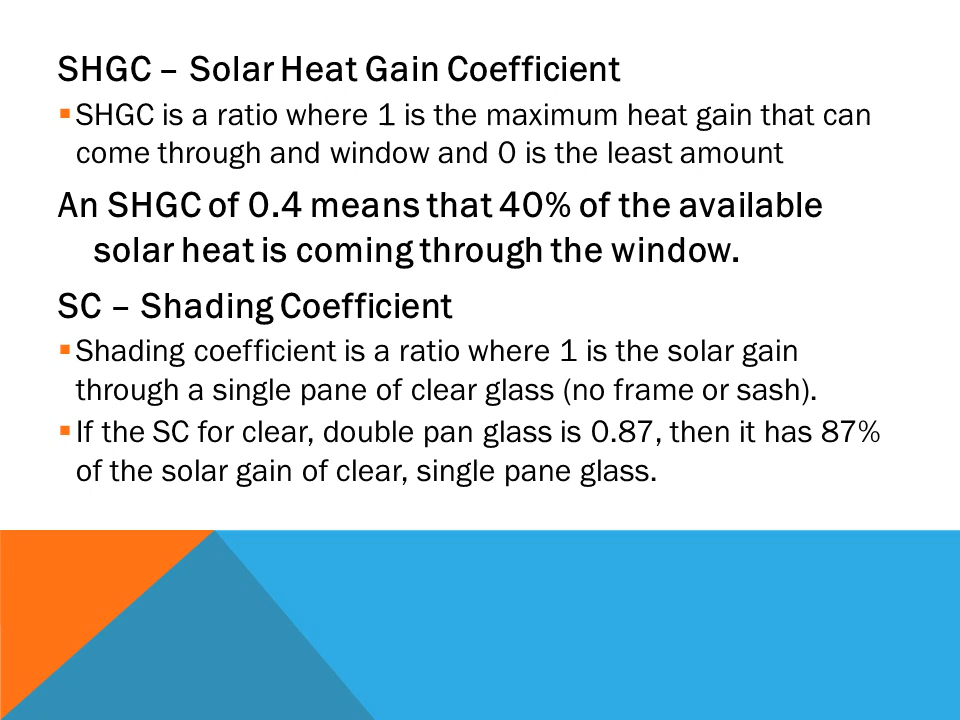 SHGC – Solar Heat Gain Coefficient
▪SHGC is a ratio where 1 is the maximum heat gain that can
come through and window and 0 is the least amount
An SHGC of 0.4 means that 40% of the available
solar heat is coming through the window.
SC – Shading Coefficient
▪Shading coefficient is a ratio where 1 is the solar gain
through a single pane of clear glass (no frame or sash).
▪If the SC for clear, double pan glass is 0.87, then it has 87%
of the solar gain of clear, single pane glass.